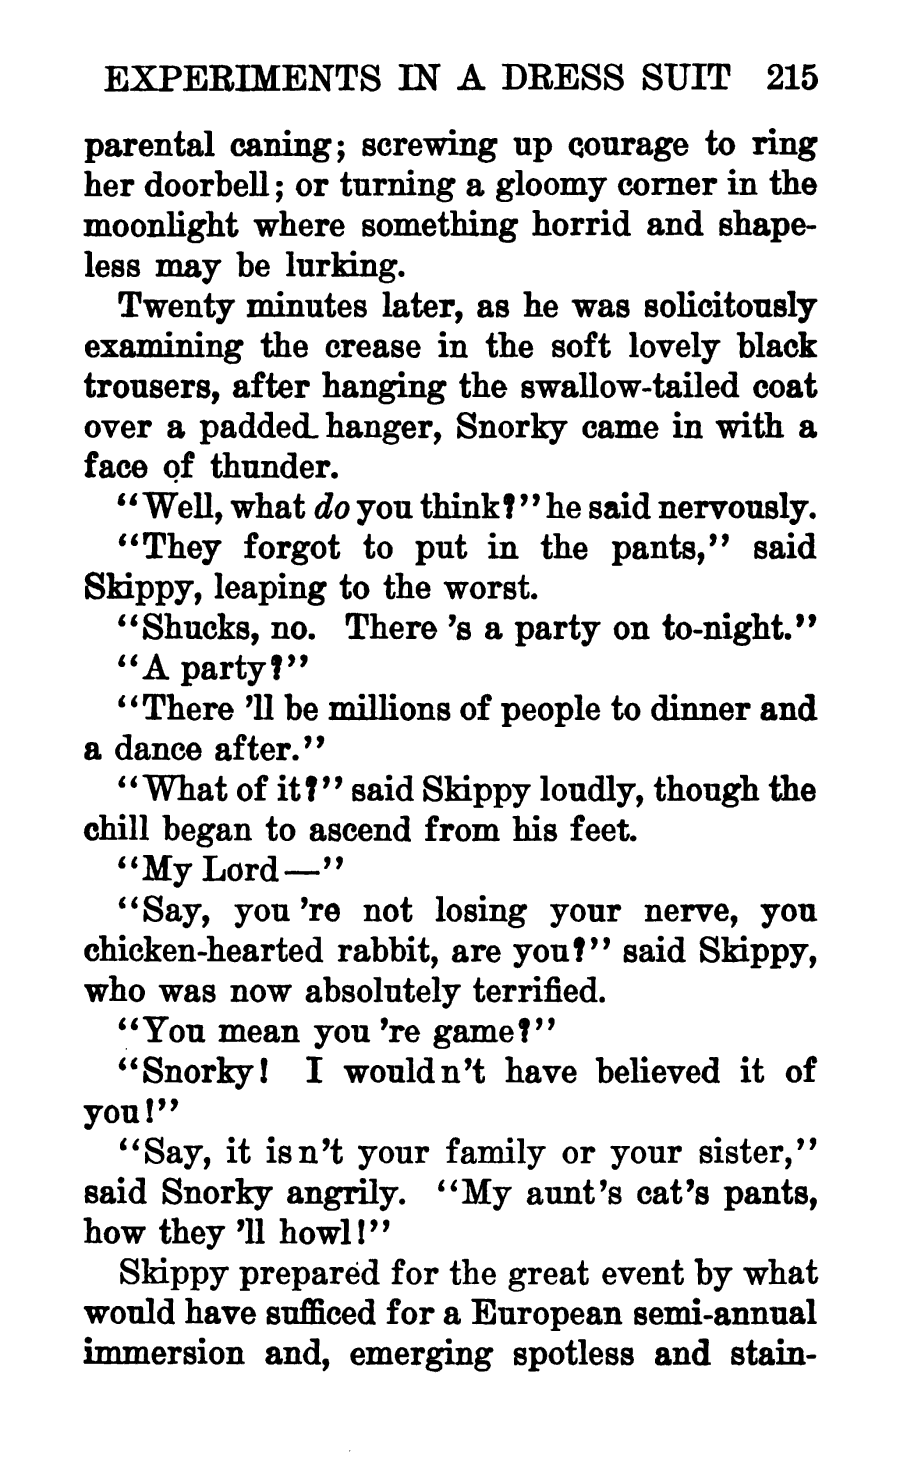 EXPERIMENTS IN A DRESS SUIT 215
parental caning; screwing up courage to ring
her doorbell; or turning a gloomy corner in the
moonlight where something horrid and shape-
less may be lurking.
Twenty minutes later, as he was solicitously
examining the crease in the soft lovely black
trousers, after hanging the swallow-tailed coat
over a padded hanger, Snorky came in with a
face of thunder.
"Well, what do you think?" he said nervously.
"They forgot to put in the pants," said
Skippy, leaping to the worst.
"Shucks, no. There 's a party on to-night."
"A party?"
"There 'll be millions of people to dinner and
a dance after."
"What of it?" said Skippy loudly, though the
chill began to ascend from his feet.
"My Lord—"
"Say, you 're not losing your nerve, you
chicken-hearted rabbit, are you?" said Skippy,
who was now absolutely terrified.
"You mean you 're game?"
"Snorky! I would n't have believed it of
you!"
"Say, it is n't your family or your sister,"
said Snorky angrily. "My aunt's cat's pants,
how they 'll howl!"
Skippy prepared for the great event by what
would have sufficed for a European semi-annual
immersion and, emerging spotless and stain-